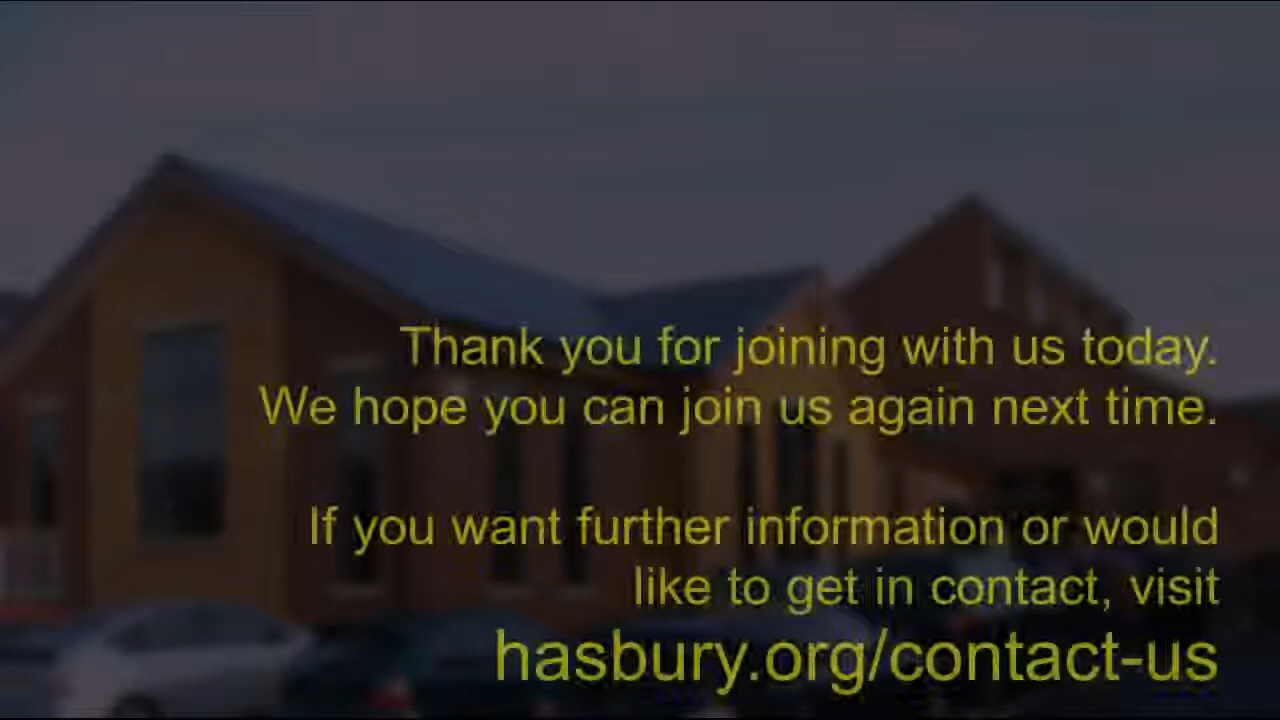 Thank you for joining with us today.
We hope you can join us again next time.
If you want further information or would
like to get in contact, visit
hasbury.org/contact-us